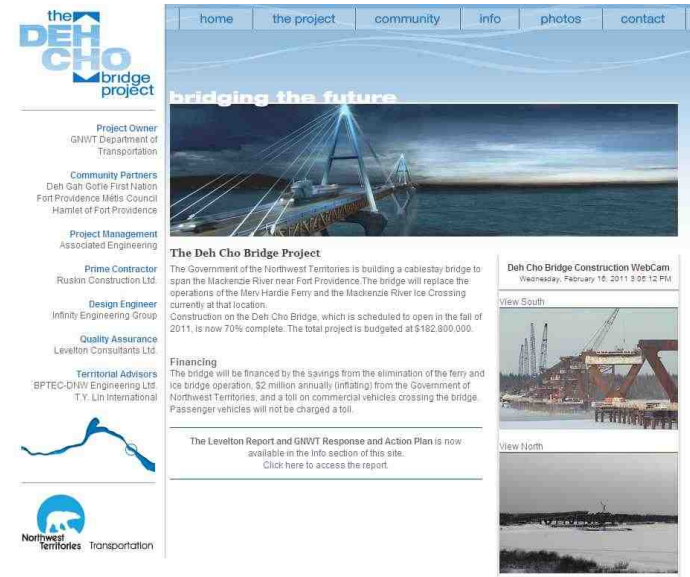 the
DEH
CHO
bridge
project
home
the project
community
info
photos
contact
bridging the future
Project Owner
GNWT Department of
Transportation
Community Partners
Deh Gah Gotie First Nation
Fort Providence Métis Council
Hamlet of Fort Providence
Project Management
Associated Engineering
Prime Contractor
Ruskin Construction Ltd.
Design Engineer
Infinity Engineering Group
Quality Assurance
Levelton Consultants Ltd.
Territorial Advisors
BPTEC-DNW Engineering Ltd.
T.Y. Lin International
Northwest
Territories Transportation
The Deh Cho Bridge Project
The Government of the Northwest Territories is building a cablestay bridge to
span the Mackenzie River near Fort Providence.The bridge will replace the
operations of the Merv Hardie Ferry and the Mackenzie River Ice Crossing
currently at that location.
Construction on the Deh Cho Bridge, which is scheduled to open in the fall of
2011, is now 70% complete. The total project is budgeted at $182,800,000.
Financing
The bridge will be financed by the savings from the elimination of the ferry and
ice bridge operation, $2 million annually (inflating) from the Government of
Northwest Territories, and a toll on commercial vehicles crossing the bridge.
Passenger vehicles will not be charged a toll.
The Levelton Report and GNWT Response and Action Plan is now
available in the Info section of this site.
Click here to access the report.
Deh Cho Bridge Construction WebCam
Wednesday, February 16, 2011 3:05:12 PM
View South
View North